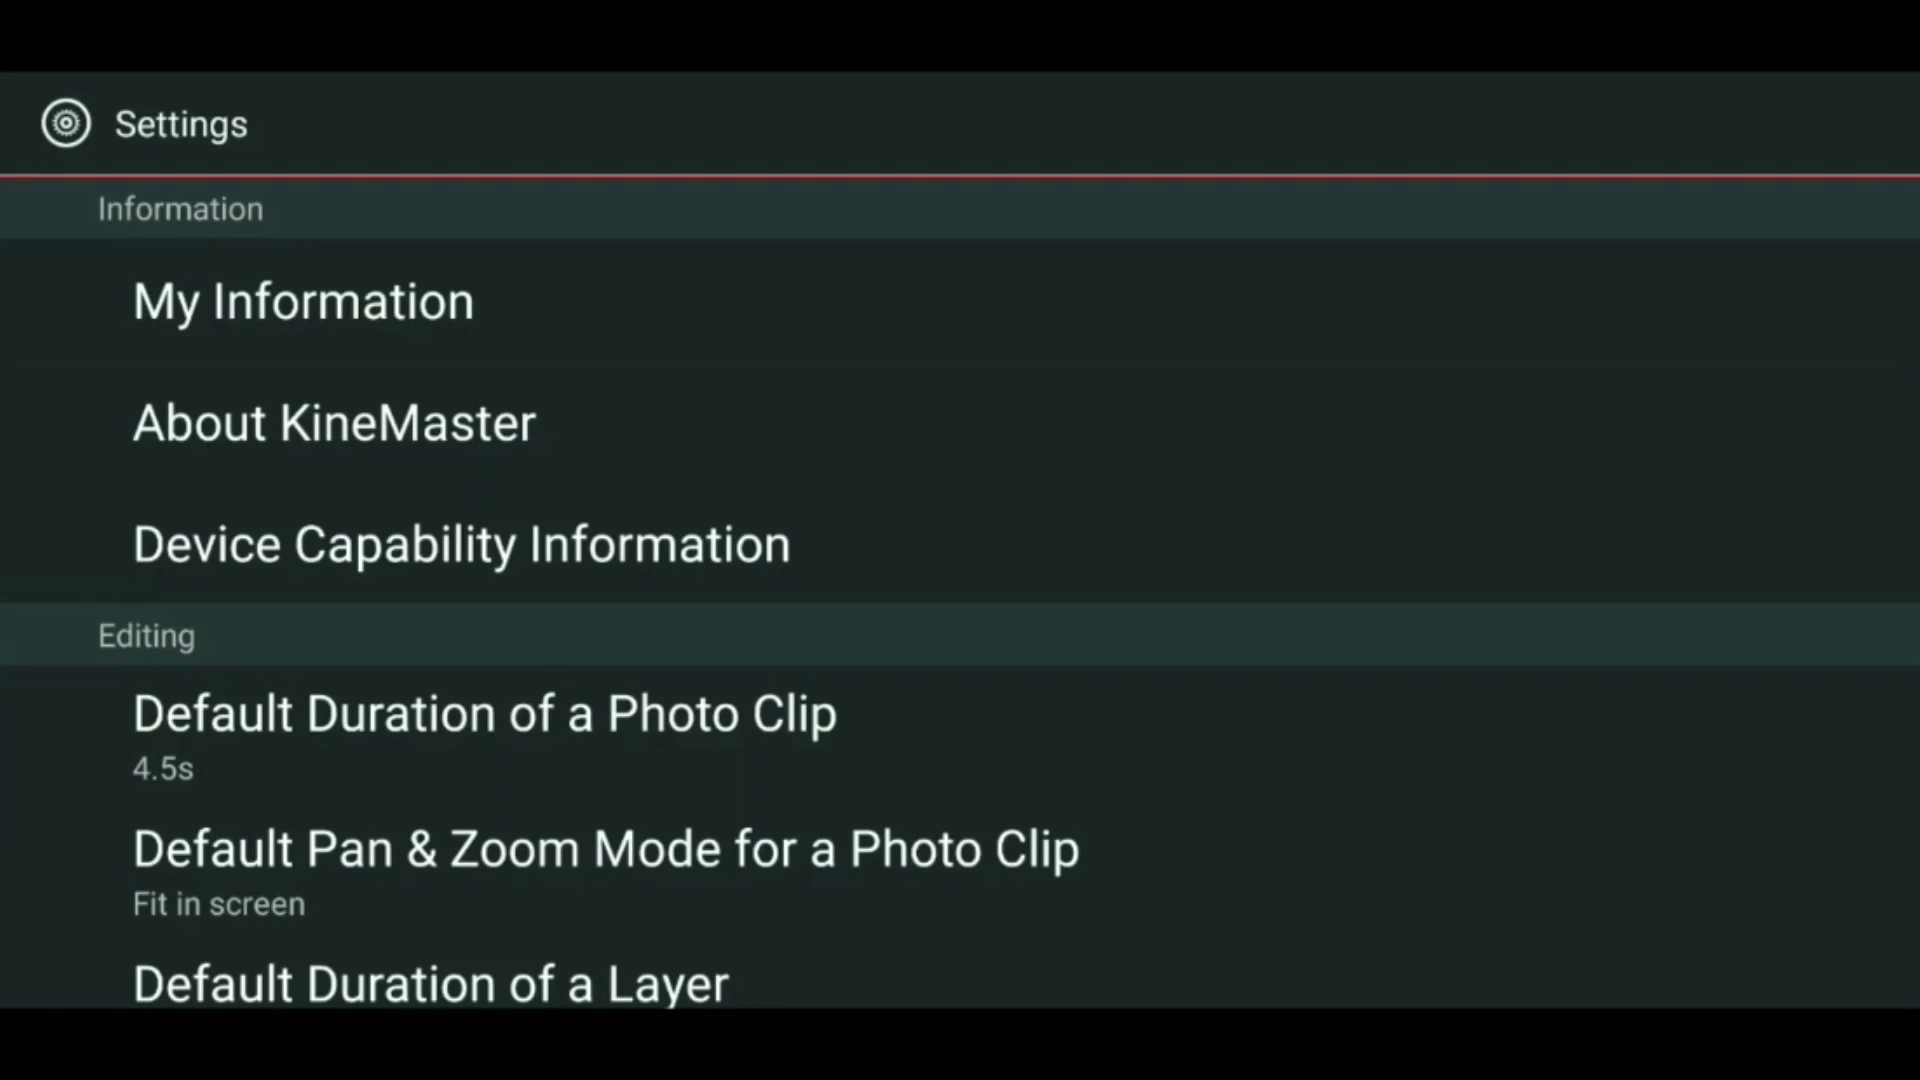 Settings
Information
My Information
About KineMaster
Device Capability Information
Editing
Default Duration of a Photo Clip
4.5s
Default Pan & Zoom Mode for a Photo Clip
Fit in screen
Default Duration of a Layer